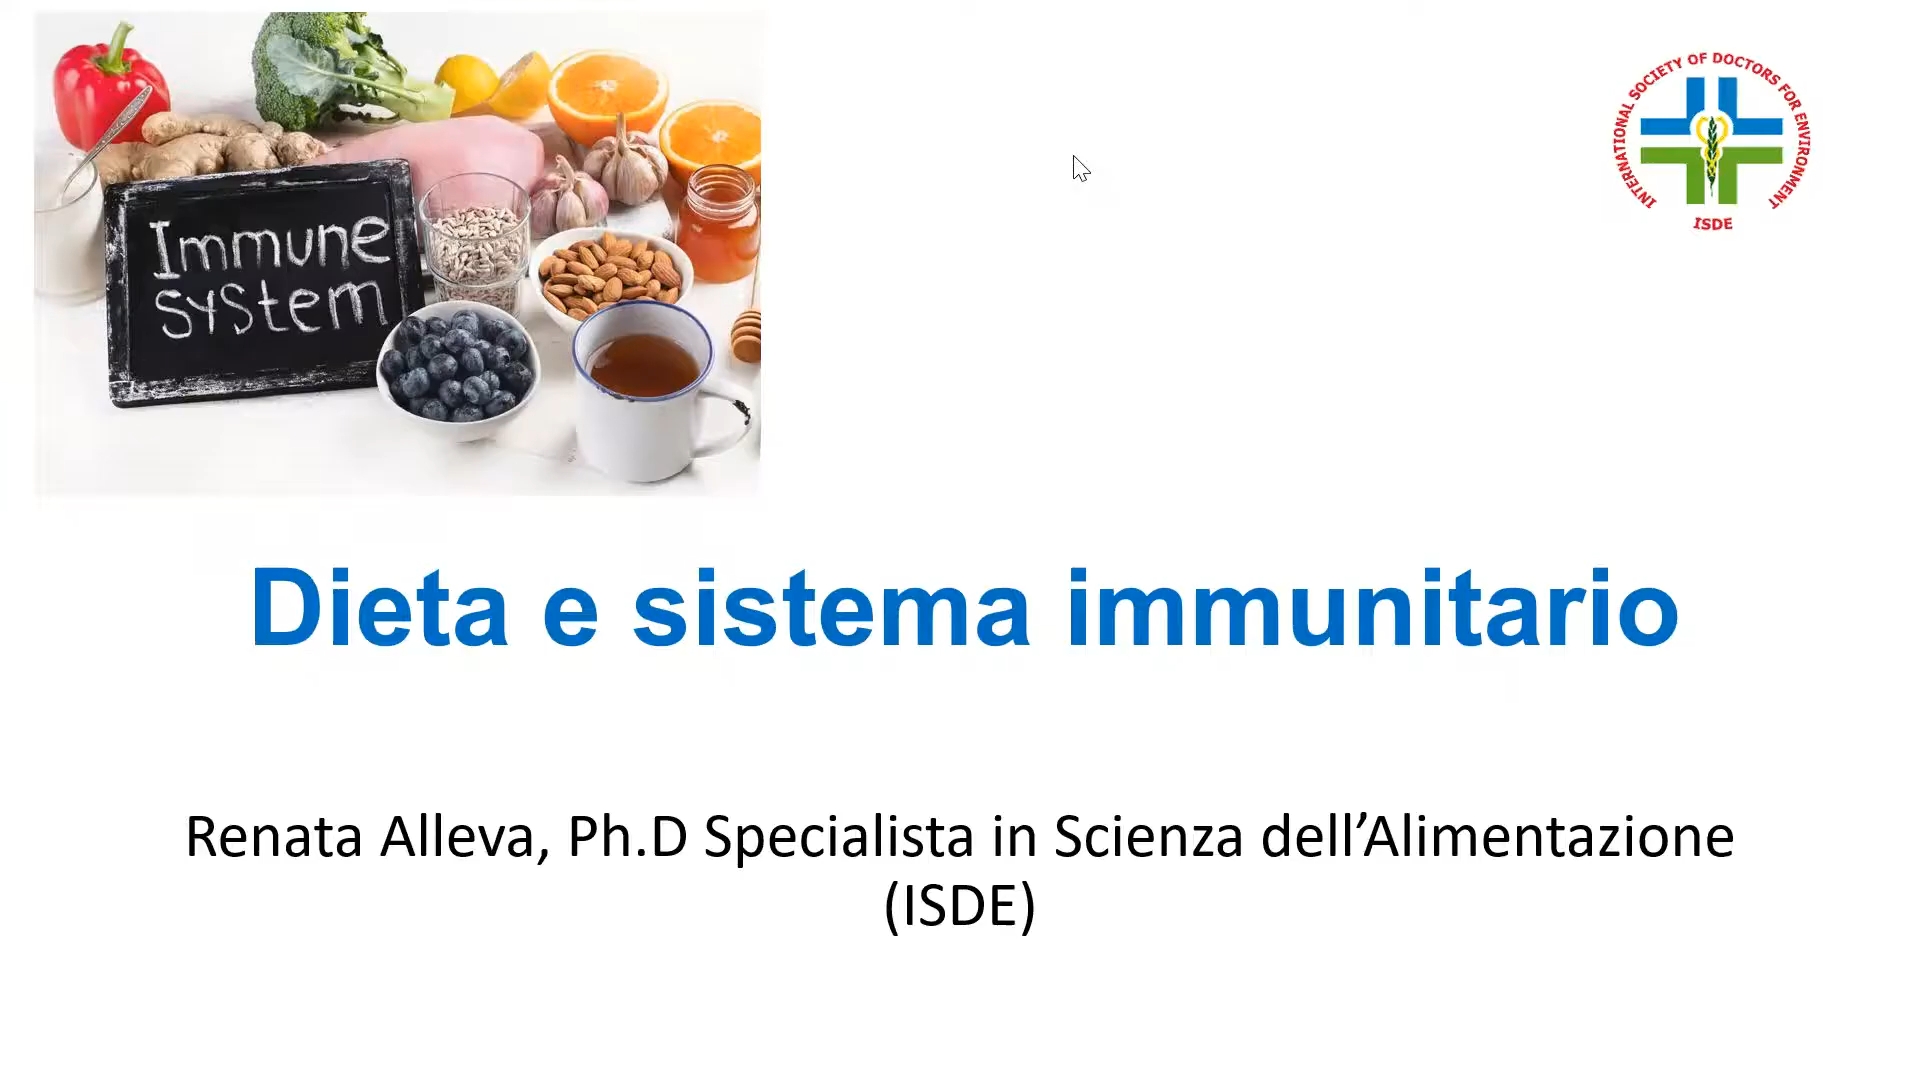 Immune
System
INTERNATIONAL SOCIETY OF DOCTORS FOR ENVIRONMENT
ISDE
Dieta e sistema immunitario
Renata Alleva, Ph.D Specialista in Scienza dell’Alimentazione
(ISDE)